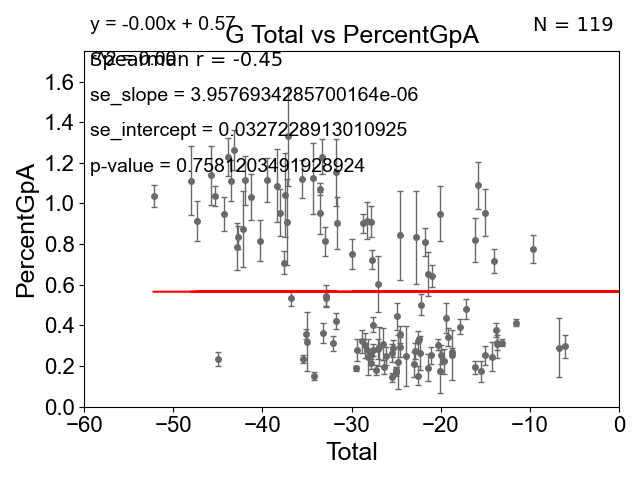 y = -0.00x + 0.57
G Total vs PercentGpA
N = 119
Spearman r = -0.45
se_slope = 3.9576934285700164e-06
se_intercept = 0.0327228913010925
p-value = 0.7581203491928924
PercentGpA
1.6
1.4
1.2
1.0
0.8
0.6
0.4
0.2
0.0
−60
−50
−40
−30
−20
−10
0
Total